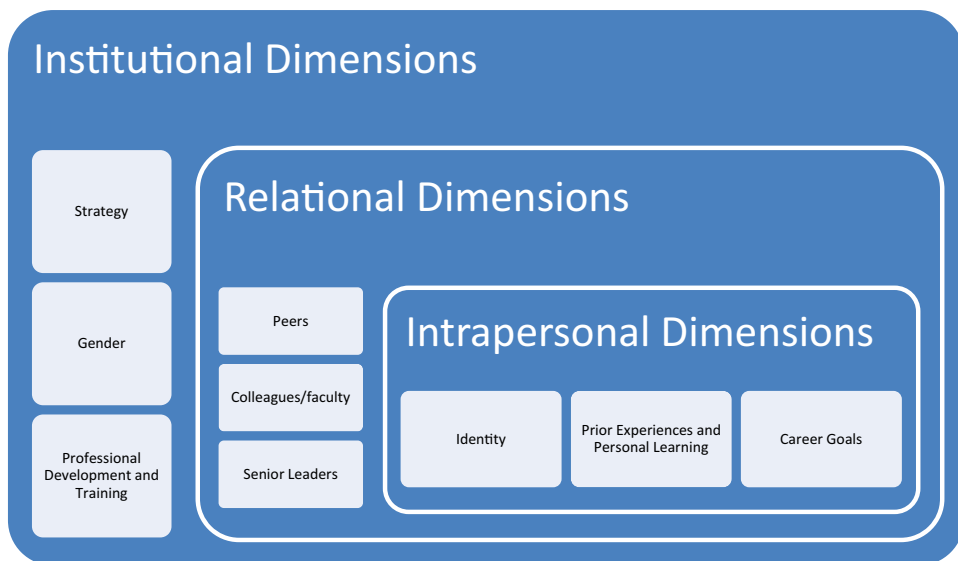 Institutional Dimensions
Strategy
Gender
Professional
Development and
Training
Relational Dimensions
Peers
Colleagues/faculty
Senior Leaders
Intrapersonal Dimensions
Identity
Prior Experiences and
Personal Learning
Career Goals